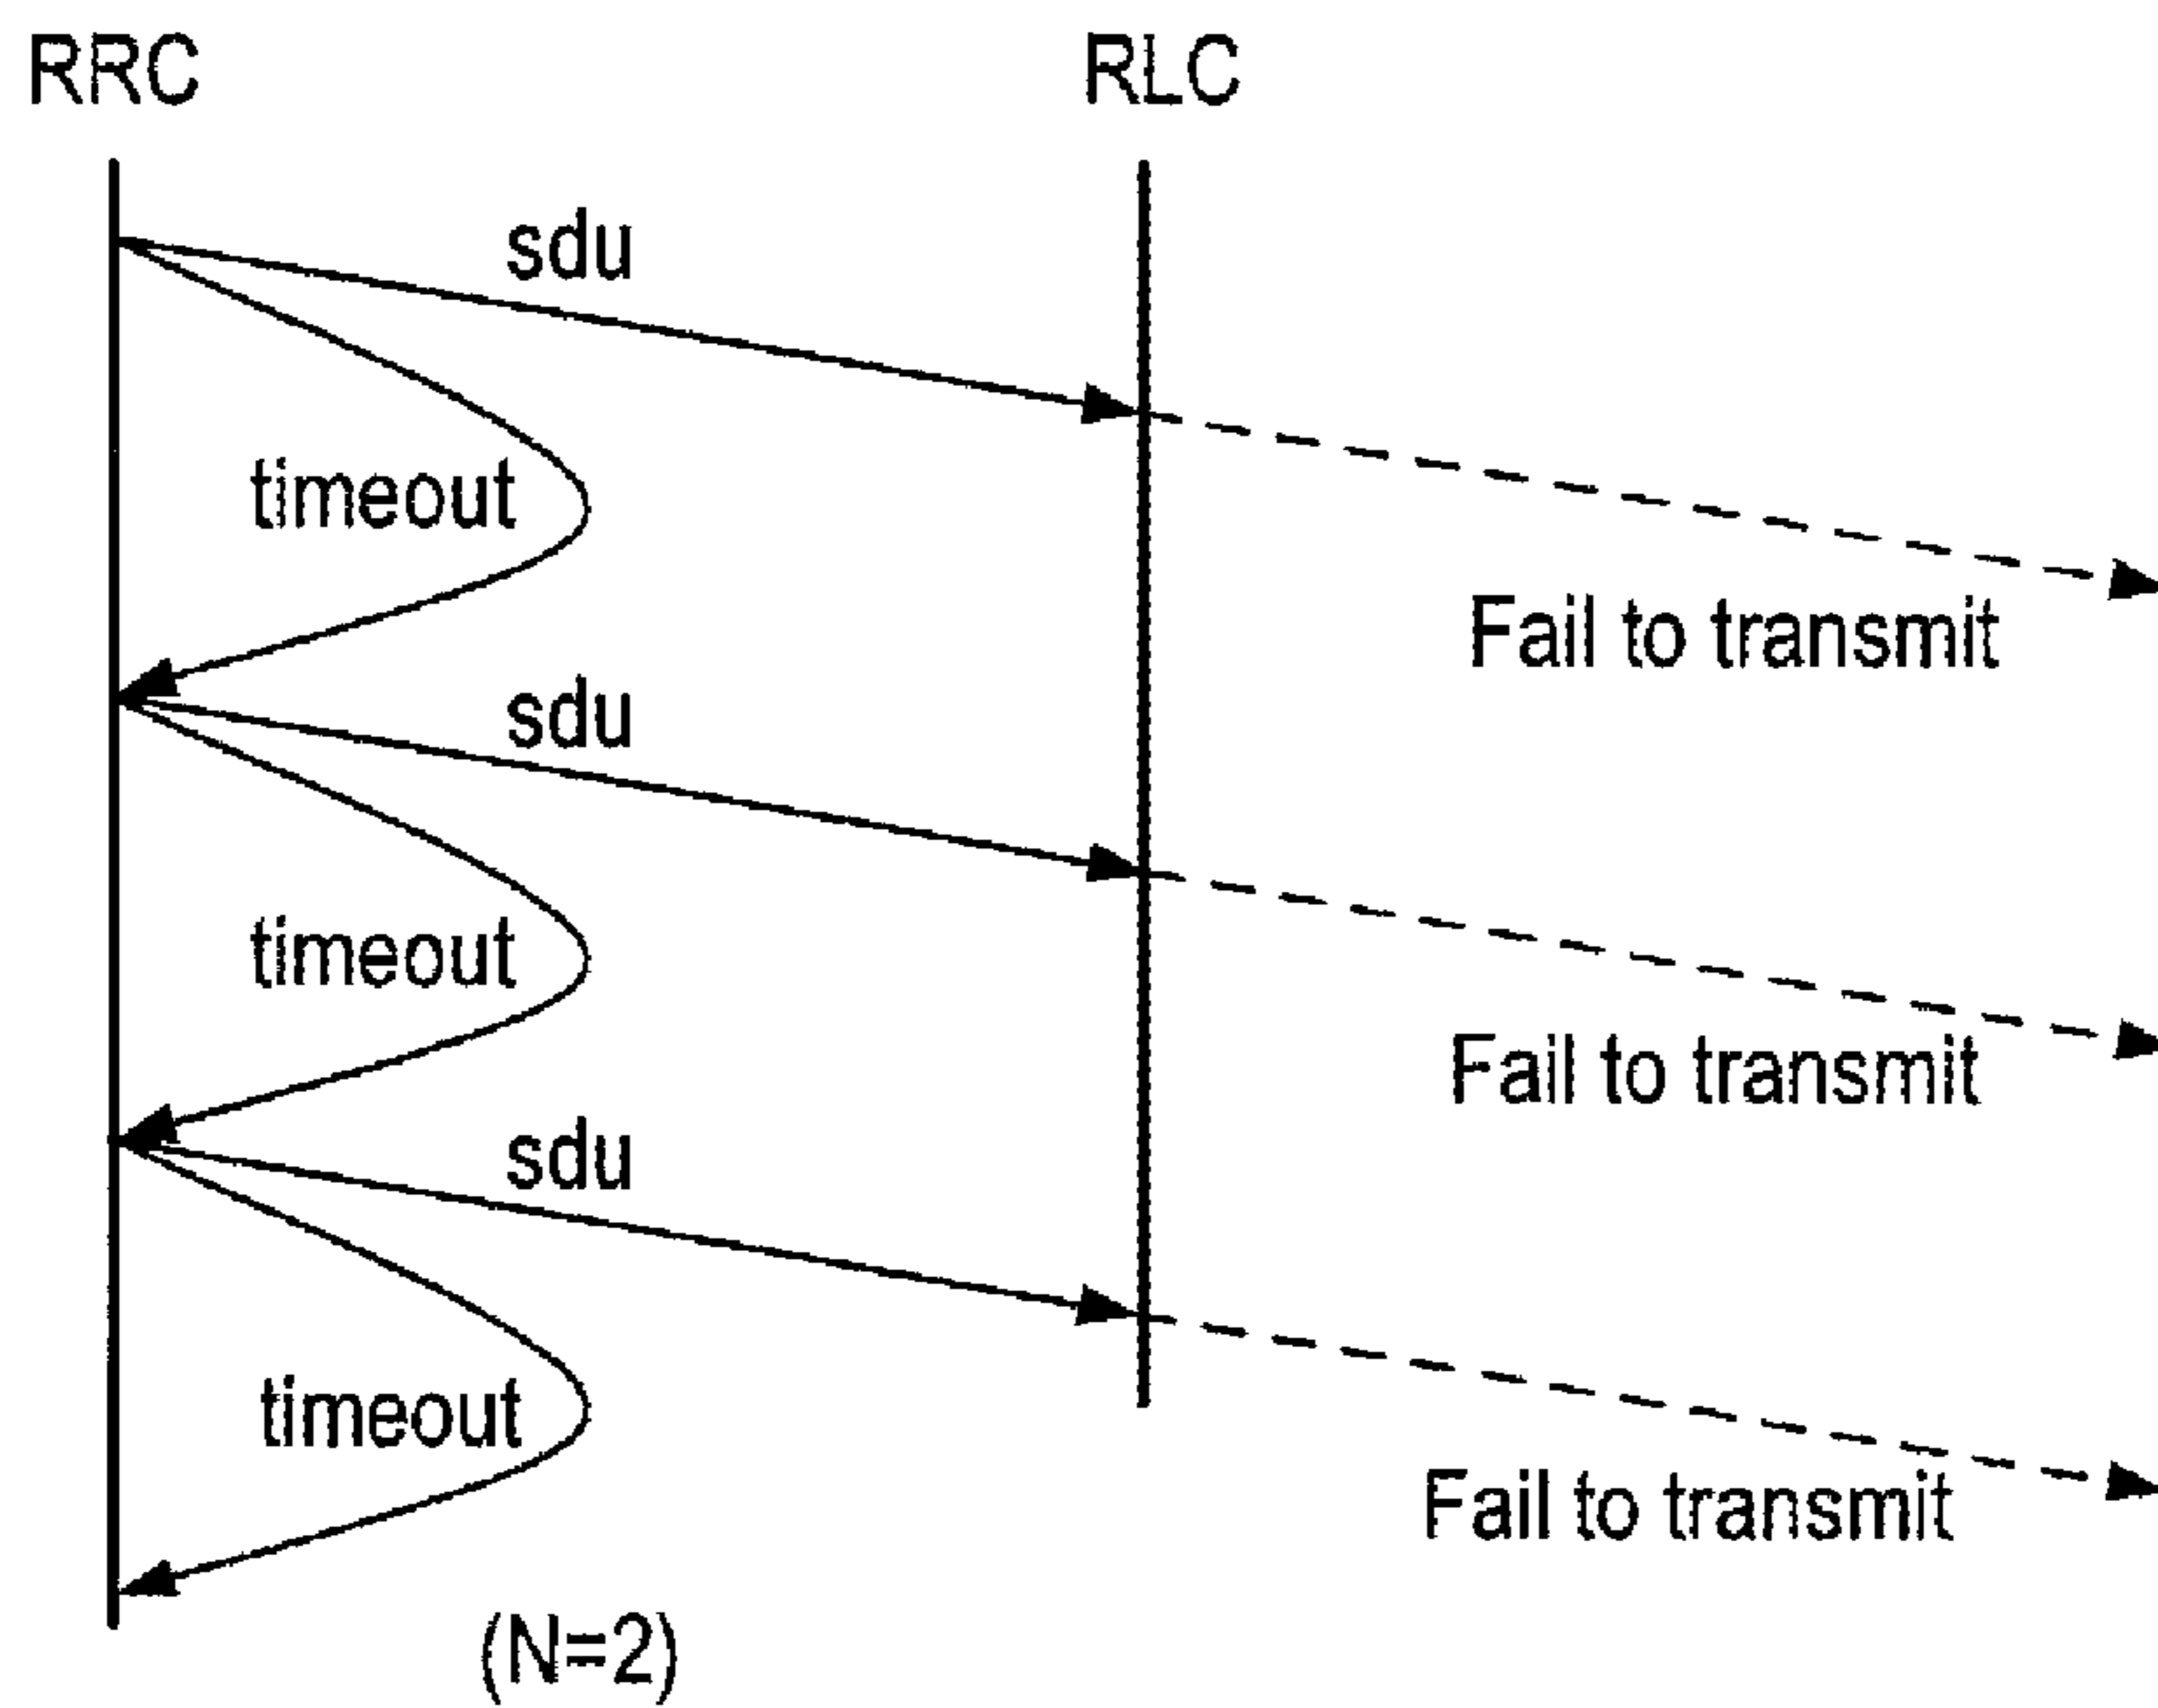 RRC
RLC
sdu
timeout
Fail to transmit
sdu
timeout
Fail to transmit
sdu
timeout
Fail to transmit
(N=2)